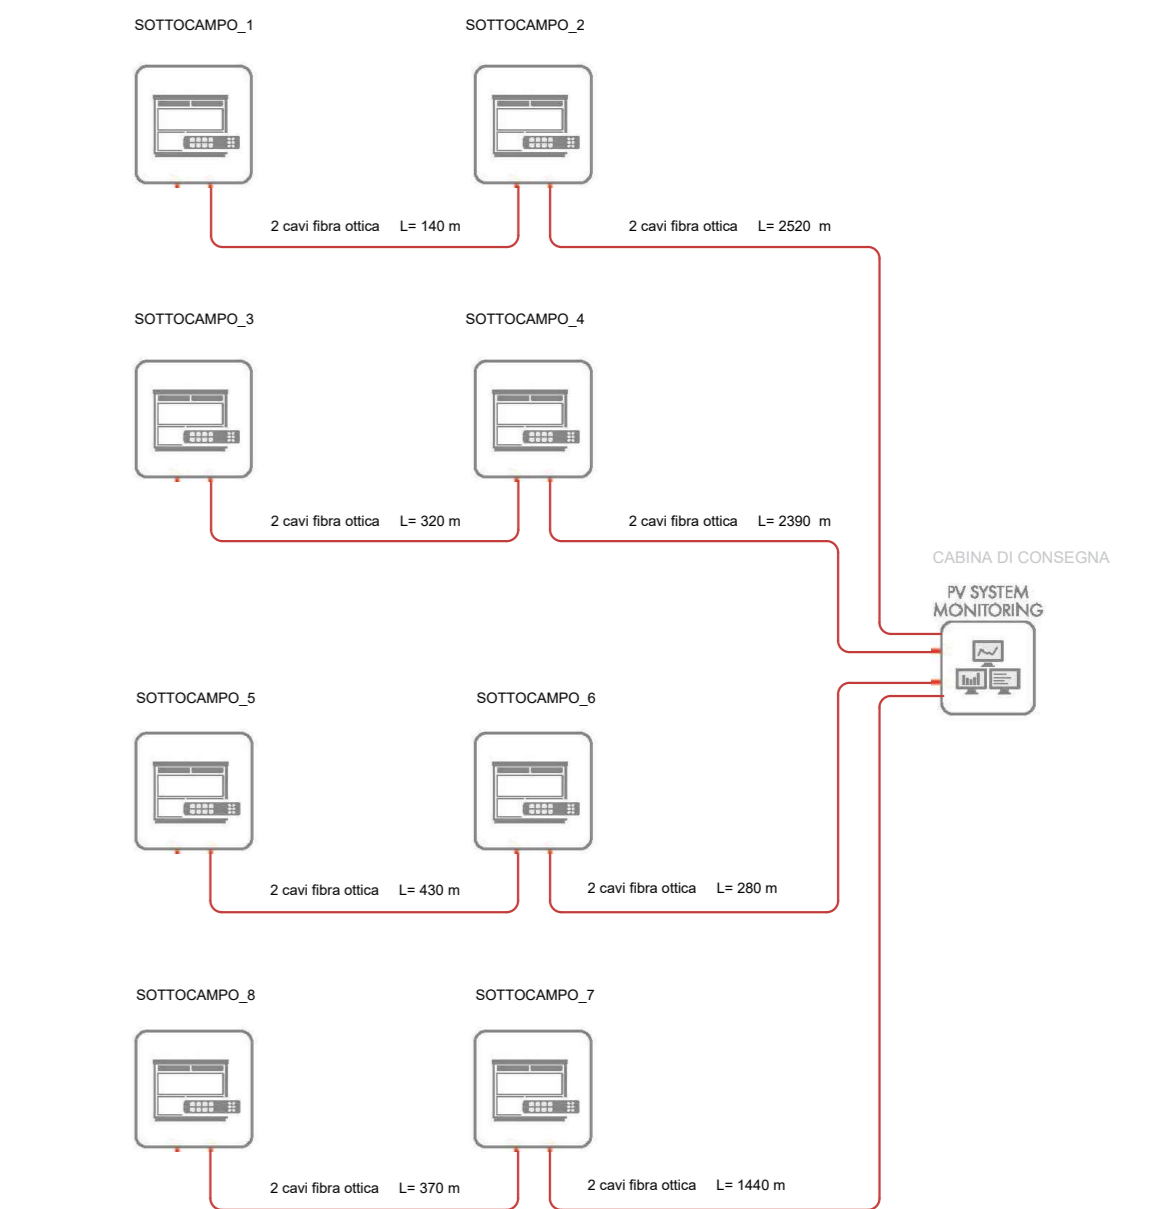 SOTTOCAMPO_1
SOTTOCAMPO_2
2 cavi fibra ottica L= 140 m
2 cavi fibra ottica L= 2520 m
SOTTOCAMPO_3
SOTTOCAMPO_4
2 cavi fibra ottica L= 320 m
2 cavi fibra ottica L= 2390 m
CABINA DI CONSEGNA
PV SYSTEM
MONITORING
SOTTOCAMPO_5
SOTTOCAMPO_6
2 cavi fibra ottica L= 430 m
2 cavi fibra ottica L= 280 m
SOTTOCAMPO_8
SOTTOCAMPO_7
2 cavi fibra ottica L= 370 m
2 cavi fibra ottica L= 1440 m